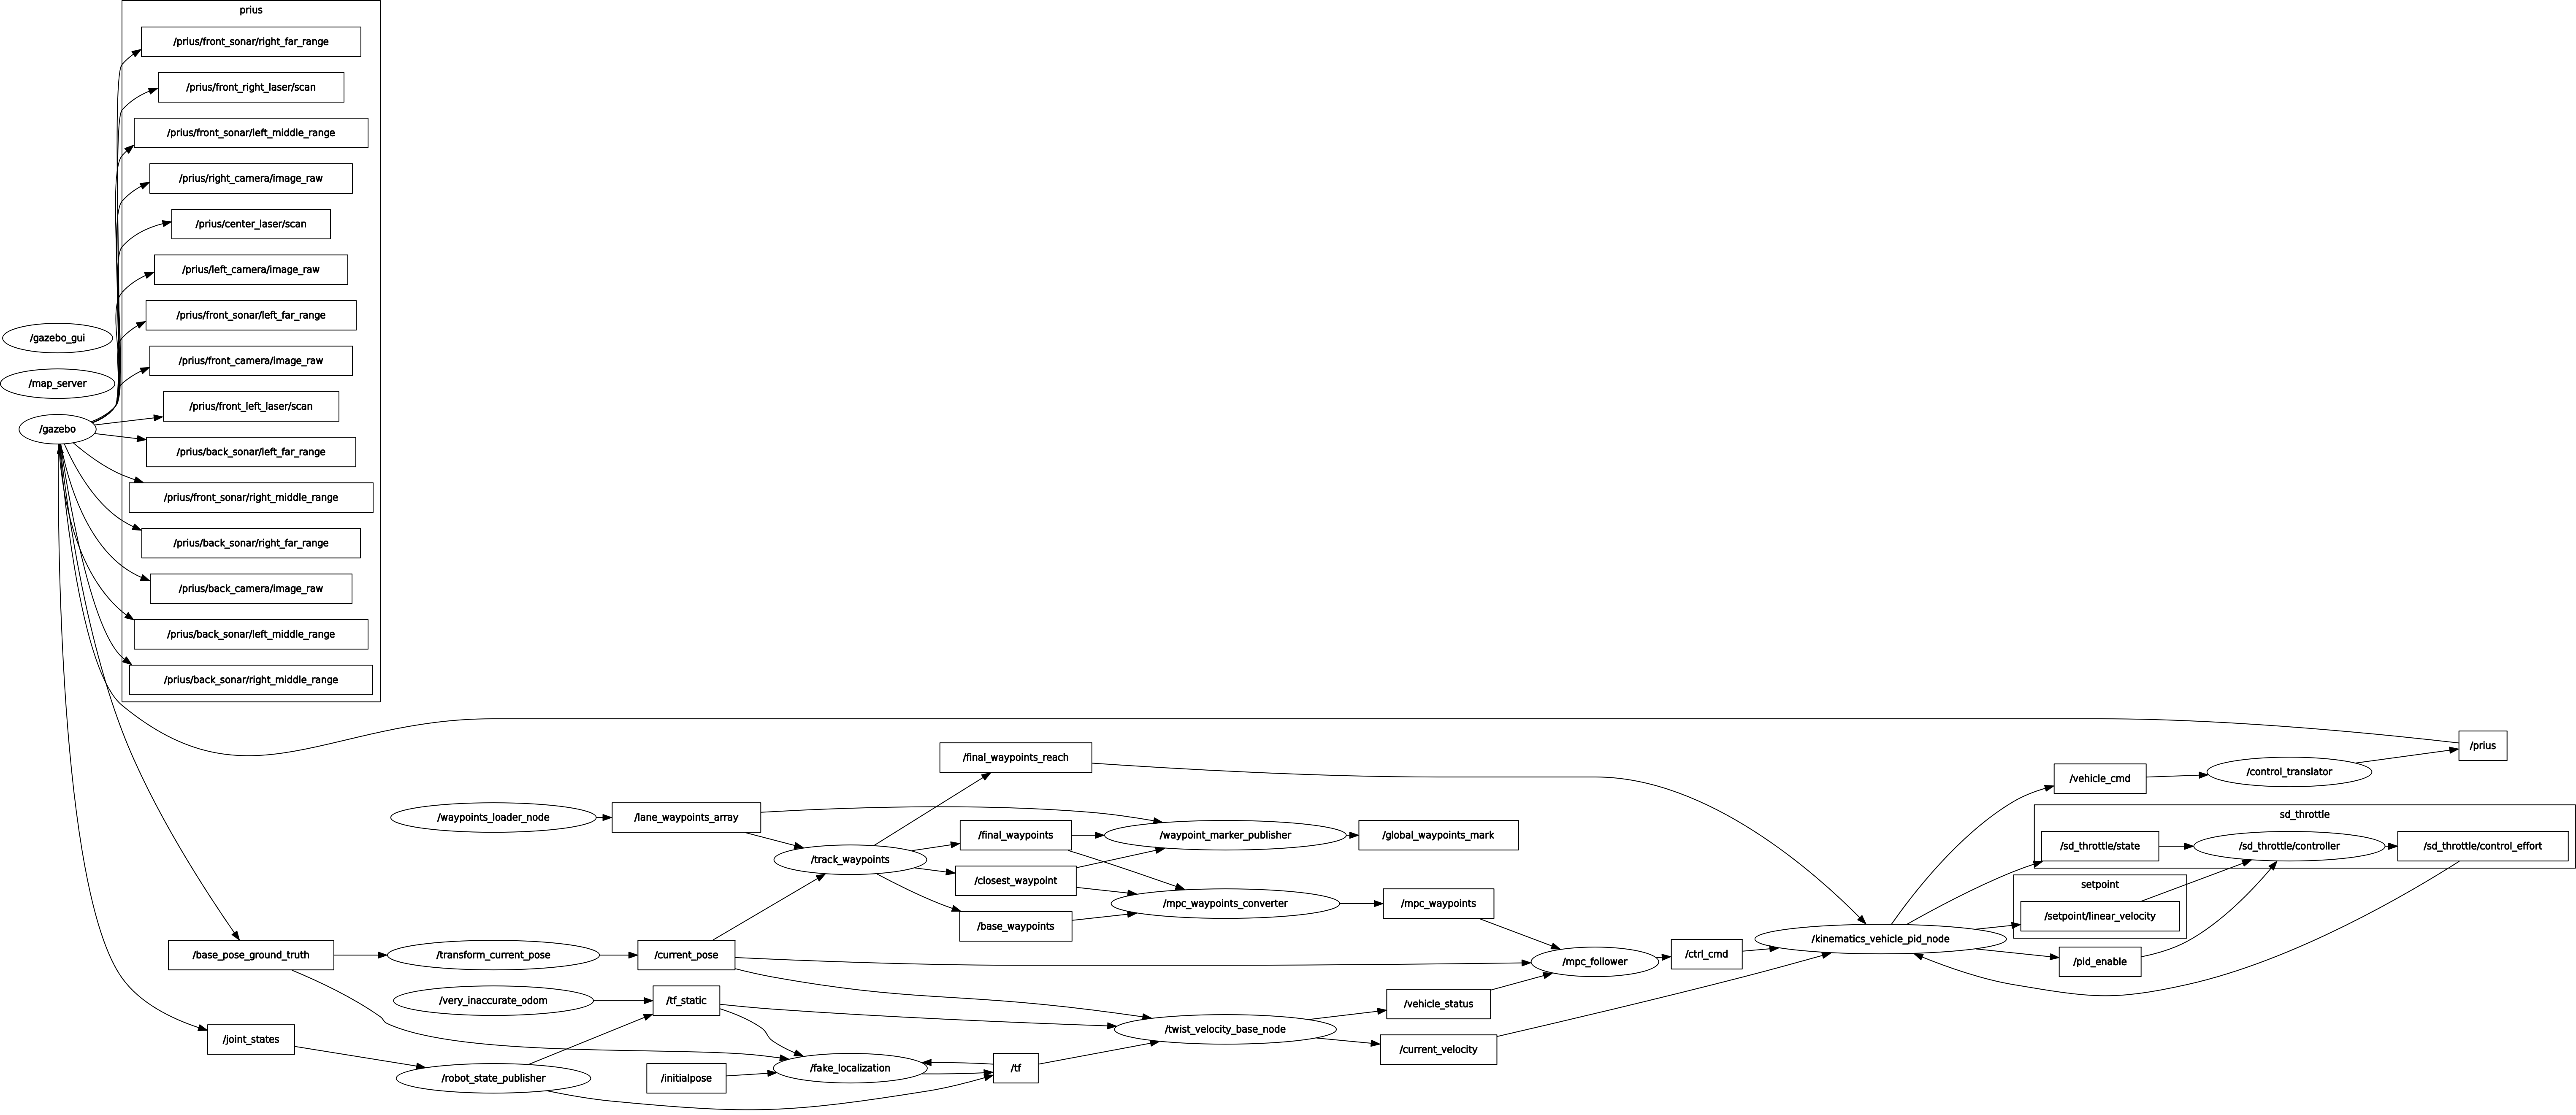 prius
/prius/front_sonar/right_far_range
/prius/front_right_laser/scan
/prius/front_sonar/left_middle_range
/prius/right_camera/image_raw
/prius/center_laser/scan
/prius/left_camera/image_raw
/prius/front_sonar/left_far_range
/gazebo_gui
/prius/front_camera/image_raw
/map_server
/prius/front_left_laser/scan
/gazebo
/prius/back_sonar/left_far_range
/prius/front_sonar/right_middle_range
/prius/back_sonar/right_far_range
/prius/back_camera/image_raw
/prius/back_sonar/left_middle_range
/prius/back_sonar/right_middle_range
/base_pose_ground_truth
/joint_states
/waypoints_loader_node
/transform_current_pose
/very_inaccurate_odom
/robot_state_publisher
/lane_waypoints_array
/current_pose
/tf_static
/initialpose
/track_waypoints
/fake_localization
/final_waypoints_reach
/final_waypoints
/closest_waypoint
/base_waypoints
/tf
/waypoint_marker_publisher
/mpc_waypoints_converter
/twist_velocity_base_node
/global_waypoints_mark
/mpc_waypoints
/vehicle_status
/current_velocity
/mpc_follower
/ctrl_cmd
/kinematics_vehicle_pid_node
/vehicle_cmd
/control_translator
/prius
sd_throttle
/sd_throttle/state
/sd_throttle/controller
/sd_throttle/control_effort
setpoint
/setpoint/linear_velocity
/pid_enable